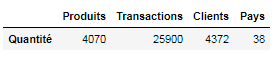 Produits Transactions Clients Pays
Quantité 4070 25900 4372 38